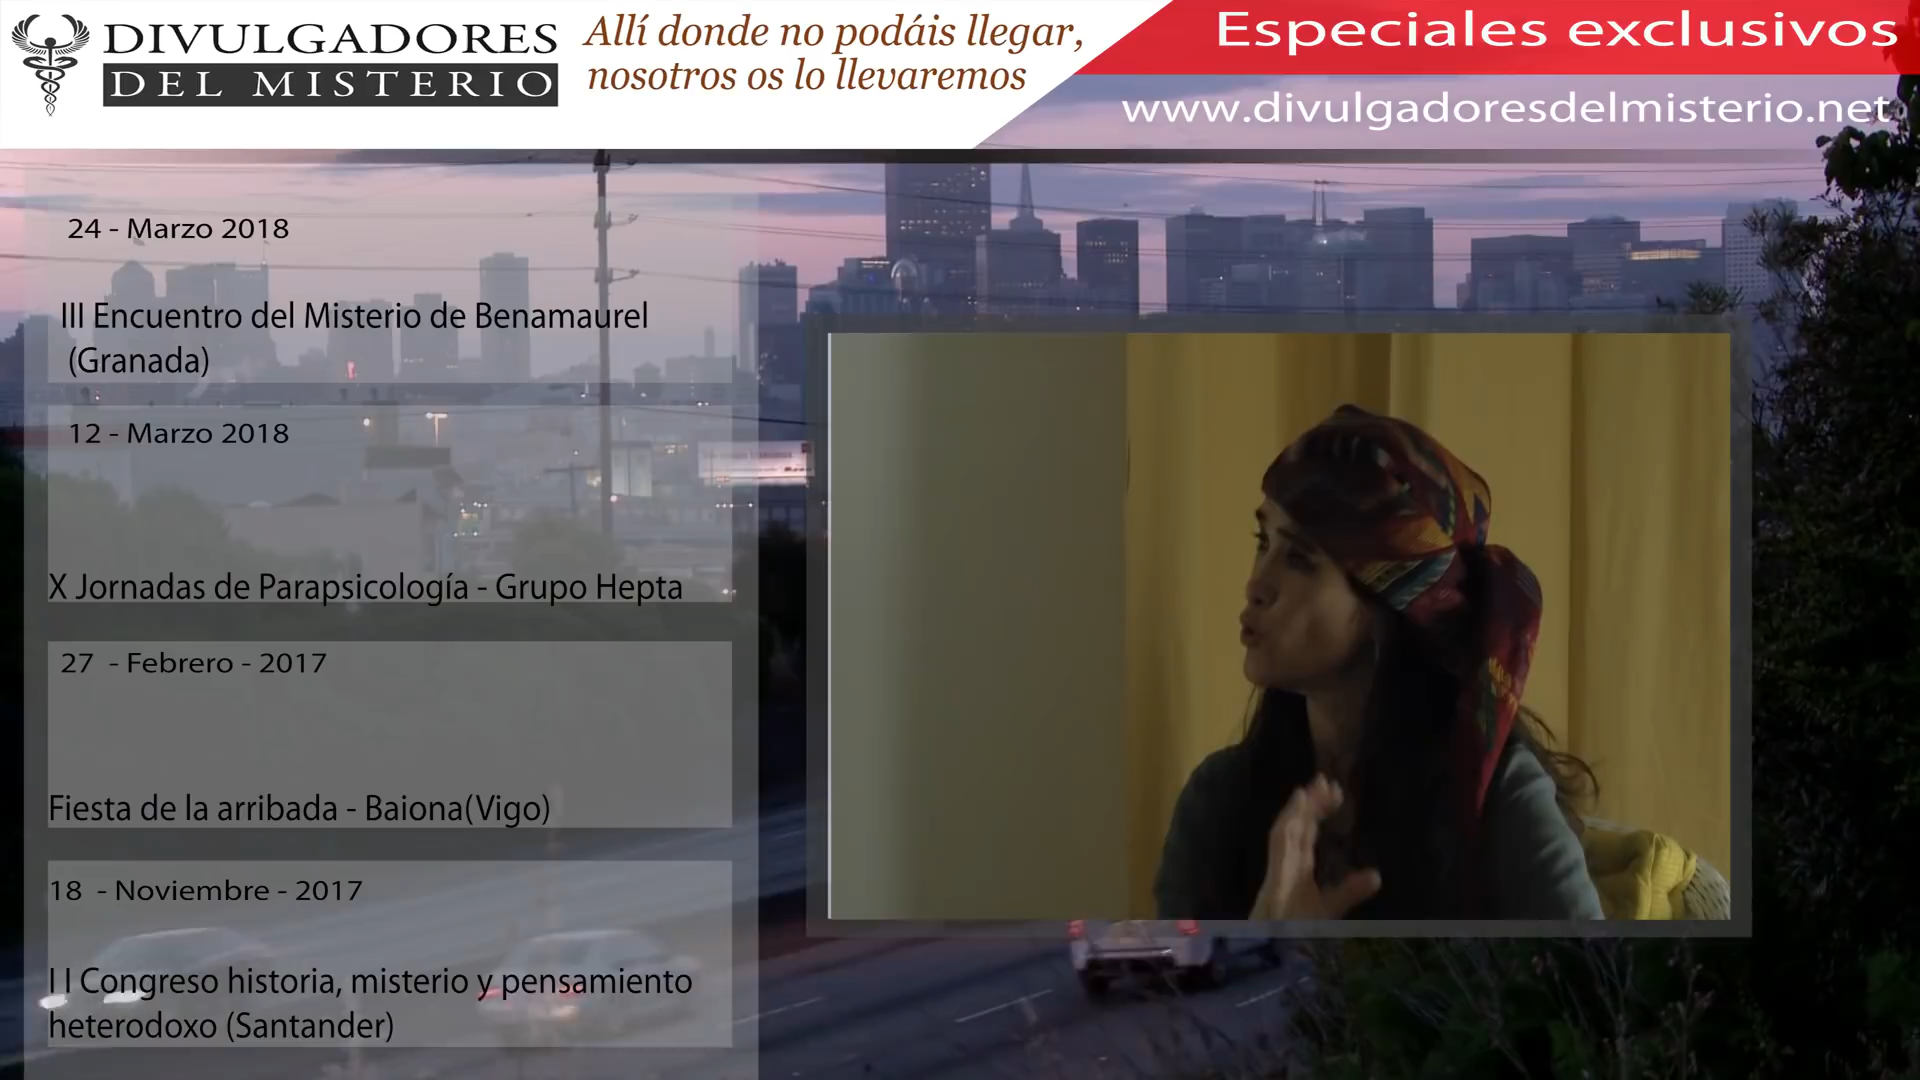 DIVULGADORES
DEL MISTERIO
Allí donde no podáis llegar,
nosotros os lo llevaremos
Especiales exclusivos
www.divulgadoresdelmisterio.net
24 - Marzo 2018
III Encuentro del Misterio de Benamaurel
(Granada)
12 - Marzo 2018
X Jornadas de Parapsicología - Grupo Hepta
27 - Febrero - 2017
Fiesta de la arribada - Baiona(Vigo)
18 - Noviembre - 2017
I I Congreso historia, misterio y pensamiento
heterodoxo (Santander)